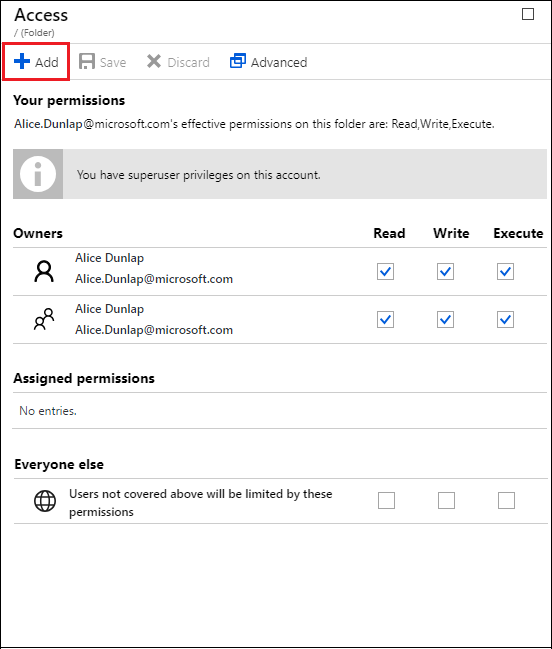 Access
/ (Folder)
Add Save Discard Advanced
Your permissions
Alice.Dunlap@microsoft.com's effective permissions on this folder are: Read,Write,Execute.
You have superuser privileges on this account.
Owners Read Write Execute
Alice Dunlap
Alice.Dunlap@microsoft.com
Alice Dunlap
Alice.Dunlap@microsoft.com
Assigned permissions
No entries.
Everyone else
Users not covered above will be limited by these
permissions